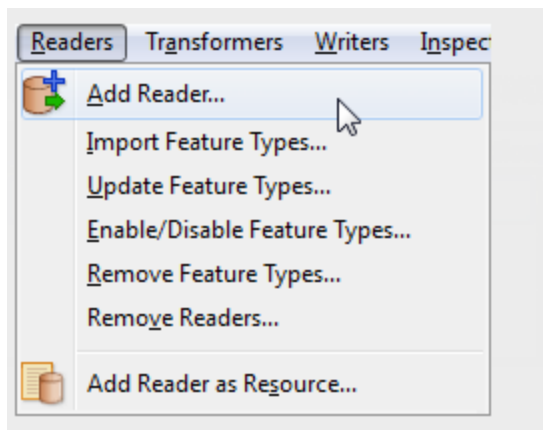 Readers Transformers Writers Inspec
Add Reader...
Import Feature Types...
Update Feature Types...
Enable/Disable Feature Types...
Remove Feature Types...
Remove Readers...
Add Reader as Resource...